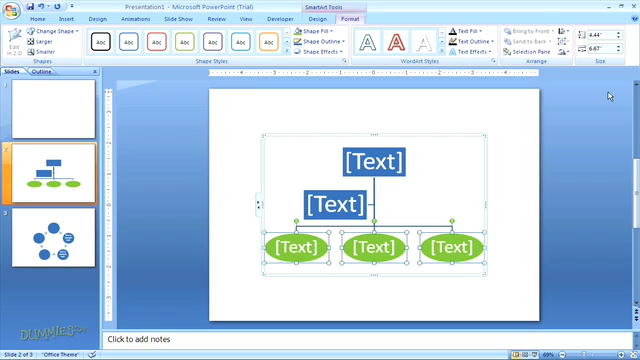 Presentation1 - Microsoft PowerPoint (Trial)
SmartArt Tools
Home Insert Design Animations Slide Show Review View Developer Design Format
Edit in 2-D
Change Shape
Larger
Smaller
Shapes
Abc Abc Abc Abc Abc
Shape Fill
Shape Outline
Shape Effects
Shape Styles
A A A
Text Fill
Text Outline
Text Effects
WordArt Styles
Bring to Front
Send to Back
Selection Pane
Arrange
4.44"
6.67"
Size
Slides Outline
1
2
3
[Text]
[Text]
[Text] [Text] [Text]
DUMMIES.com
Click to add notes
Slide 2 of 3 "Office Theme" 69%